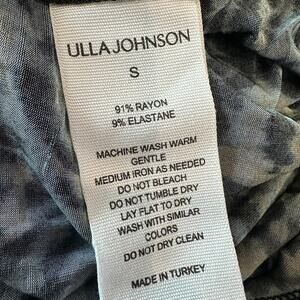 ULLA JOHNSON
S
91% RAYON
9% ELASTANE
MACHINE WASH WARM
GENTLE
MEDIUM IRON AS NEEDED
DO NOT BLEACH
DO NOT TUMBLE DRY
LAY FLAT TO DRY
WASH WITH SIMILAR
COLORS
DO NOT DRY CLEAN
MADE IN TURKEY